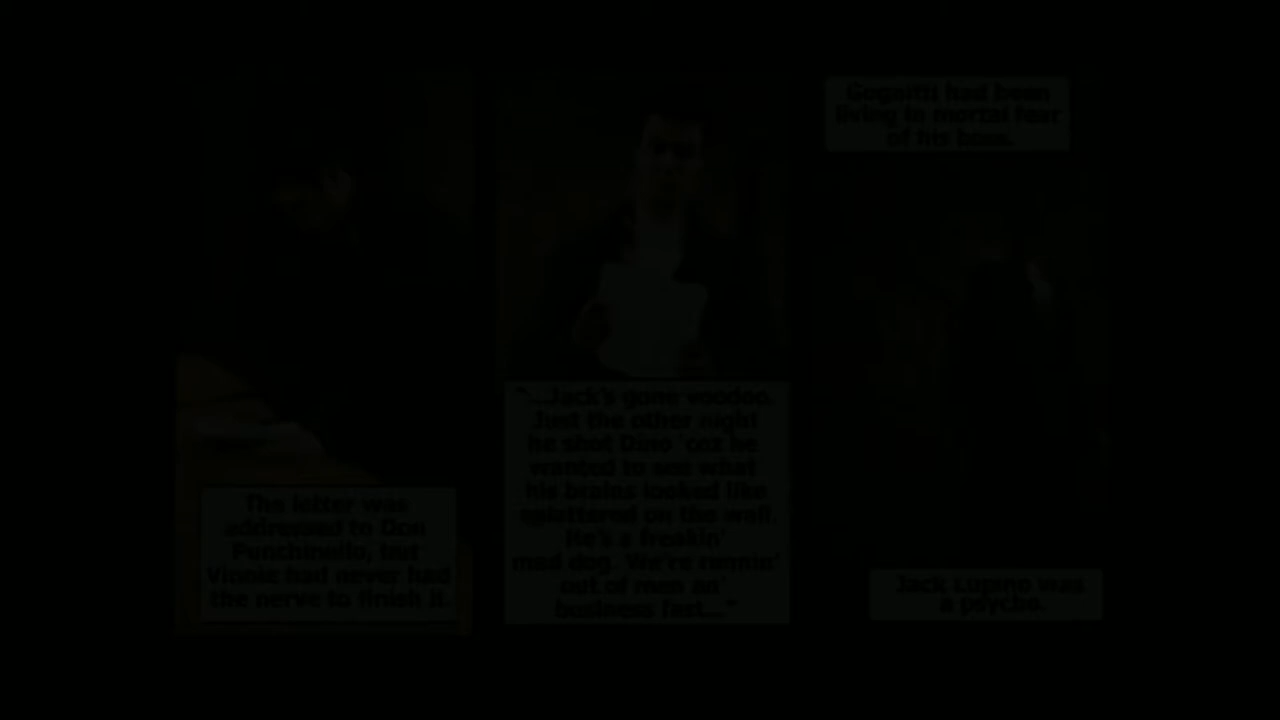 The letter was
addressed to Don
Punchinello, but
Vinnie had never had
the nerve to finish it.
"...Jack's gone voodoo.
Just the other night
he shot Dino 'coz he
wanted to see what
his brains looked like
splattered on the wall.
He's a freakin'
mad dog. We're runnin'
out of men an'
business fast..."
Gognitti had been
living in mortal fear
of his boss.
Jack Lupino was
a psycho.